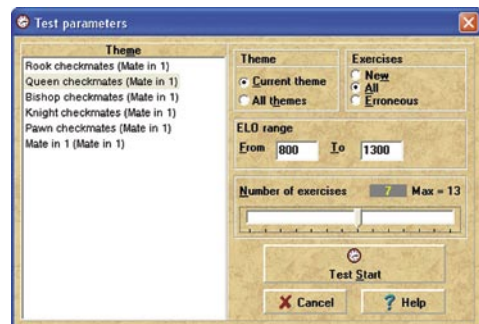 Test parameters
Theme
Rook checkmates (Mate in 1)
Queen checkmates (Mate in 1)
Bishop checkmates (Mate in 1)
Knight checkmates (Mate in 1)
Pawn checkmates (Mate in 1)
Mate in 1 (Mate in 1)
Theme
Current theme
All themes
Exercises
New
All
Erroneous
ELO range
From 800 To 1300
Number of exercises 7 Max = 13
Test Start
Cancel ? Help